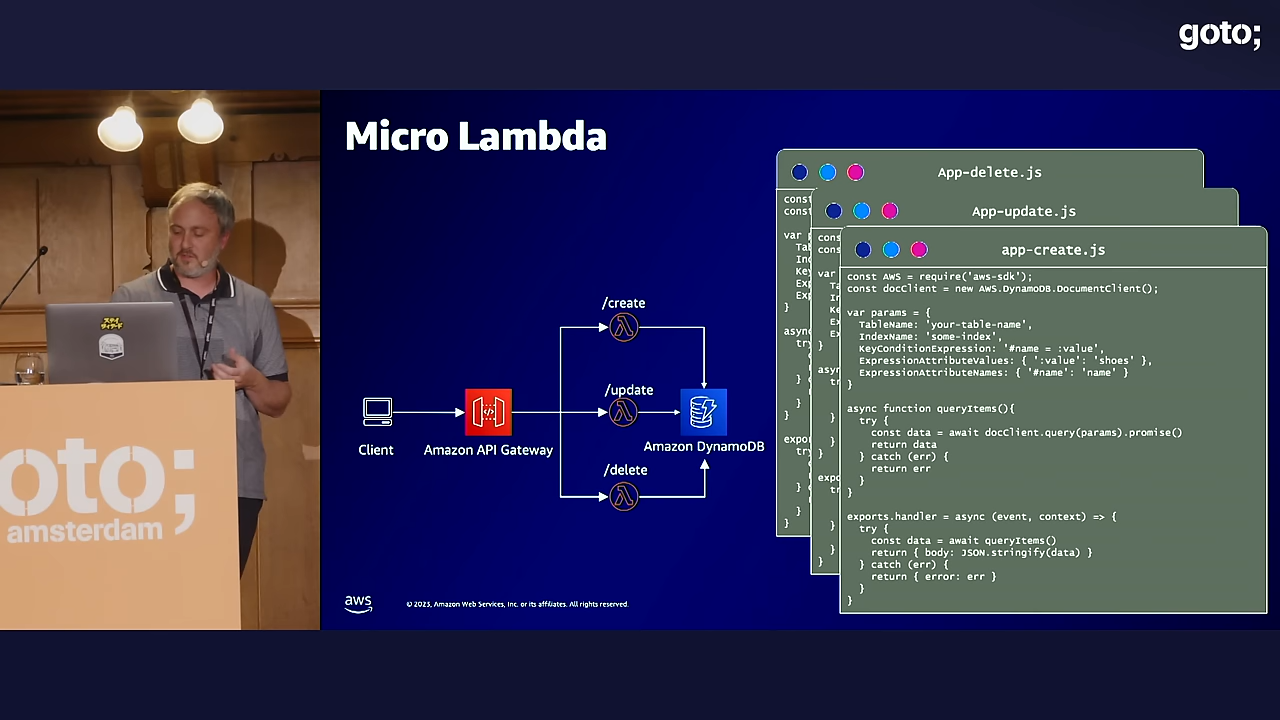 goto;
Micro Lambda
/create
/update
/delete
Client
Amazon API Gateway
Amazon DynamoDB
App-delete.js
const
const
var
}
}
}
}
App-update.js
var
}
}
}
}
app-create.js
const AWS = require('aws-sdk');
const docClient = new AWS.DynamoDB.DocumentClient();
var params = {
TableName: 'your-table-name',
IndexName: 'some-index',
KeyConditionExpression: '#name = :value',
ExpressionAttributeValues: { ':value': 'shoes' },
ExpressionAttributeNames: { '#name': 'name' }
}
async function queryItems(){
try {
const data = await docClient.query(params).promise()
return data
} catch (err) {
return err
}
}
exports.handler = async (event, context) => {
try {
const data = await queryItems()
return { body: JSON.stringify(data) }
} catch (err) {
return { error: err }
}
}
aws
© 2023, Amazon Web Services, Inc. or its affiliates. All rights reserved.
oto;
amsterdam